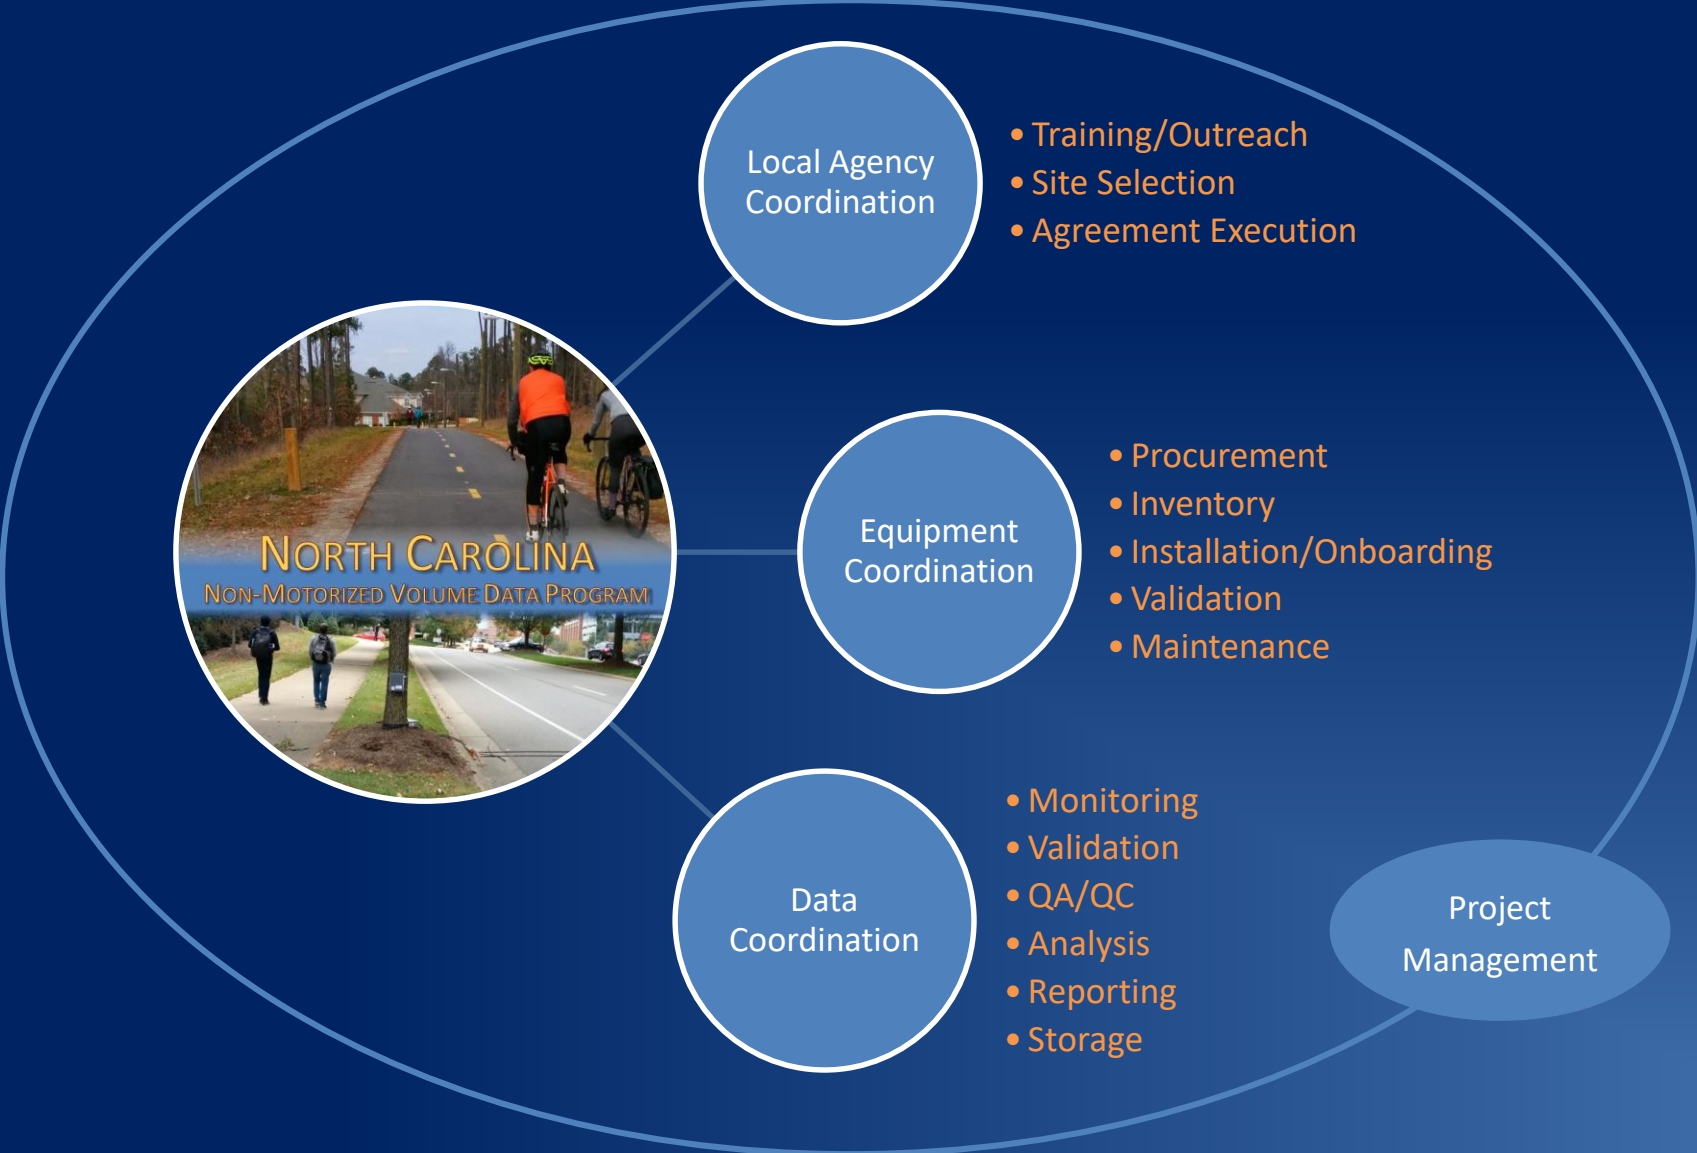 Local Agency
Coordination
• Training/Outreach
• Site Selection
• Agreement Execution
NORTH CAROLINA
NON-MOTORIZED VOLUME DATA PROGRAM
Equipment
Coordination
• Procurement
• Inventory
• Installation/Onboarding
• Validation
• Maintenance
Data
Coordination
• Monitoring
• Validation
• QA/QC
• Analysis
• Reporting
• Storage
Project
Management